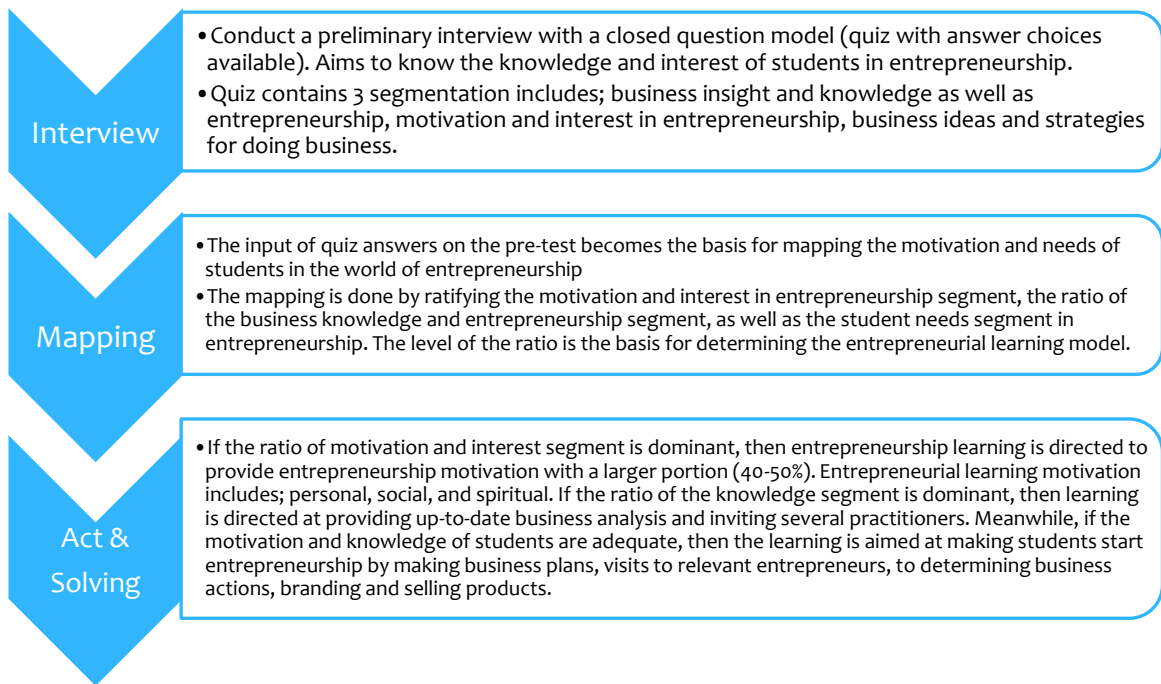 Interview
•Conduct a preliminary interview with a closed question model (quiz with answer choices
available). Aims to know the knowledge and interest of students in entrepreneurship.
•Quiz contains 3 segmentation includes; business insight and knowledge as well as
entrepreneurship, motivation and interest in entrepreneurship, business ideas and strategies
for doing business.
Mapping
•The input of quiz answers on the pre-test becomes the basis for mapping the motivation and needs of
students in the world of entrepreneurship
•The mapping is done by ratifying the motivation and interest in entrepreneurship segment, the ratio of
the business knowledge and entrepreneurship segment, as well as the student needs segment in
entrepreneurship. The level of the ratio is the basis for determining the entrepreneurial learning model.
Act &
Solving
•If the ratio of motivation and interest segment is dominant, then entrepreneurship learning is directed to
provide entrepreneurship motivation with a larger portion (40-50%). Entrepreneurial learning motivation
includes; personal, social, and spiritual. If the ratio of the knowledge segment is dominant, then learning
is directed at providing up-to-date business analysis and inviting several practitioners. Meanwhile, if the
motivation and knowledge of students are adequate, then the learning is aimed at making students start
entrepreneurship by making business plans, visits to relevant entrepreneurs, to determining business
actions, branding and selling products.